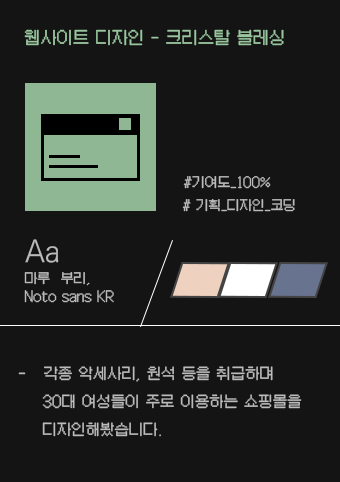 웹사이트 디자인 - 크리스탈 블레싱
#기여도_100%
# 기획_디자인_코딩
Aa
마루 부리,
Noto sans KR
- 각종 악세사리, 원석 등을 취급하며
30대 여성들이 주로 이용하는 쇼핑몰을
디자인해봤습니다.